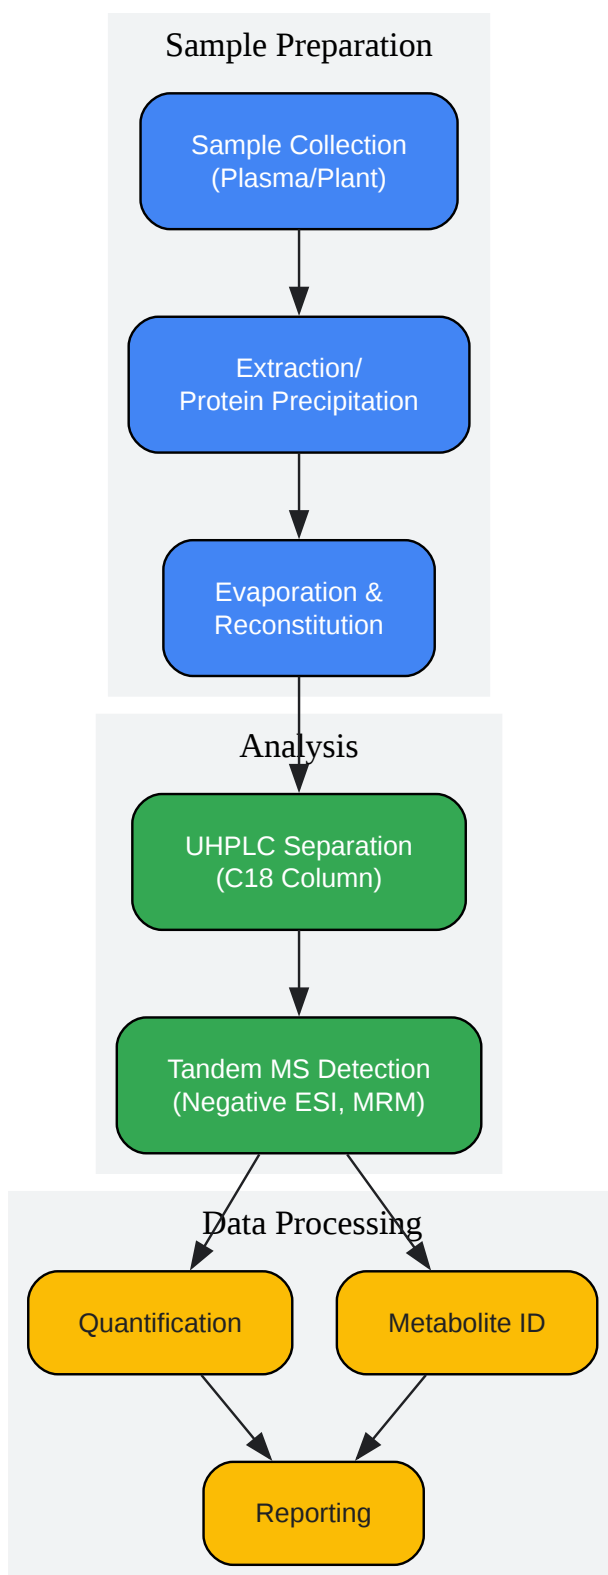 Sample Preparation
Sample Collection
(Plasma/Plant)
Extraction/
Protein Precipitation
Evaporation &
Reconstitution
Analysis
UHPLC Separation
(C18 Column)
Tandem MS Detection
(Negative ESI, MRM)
Data Processing
Quantification
Metabolite ID
Reporting